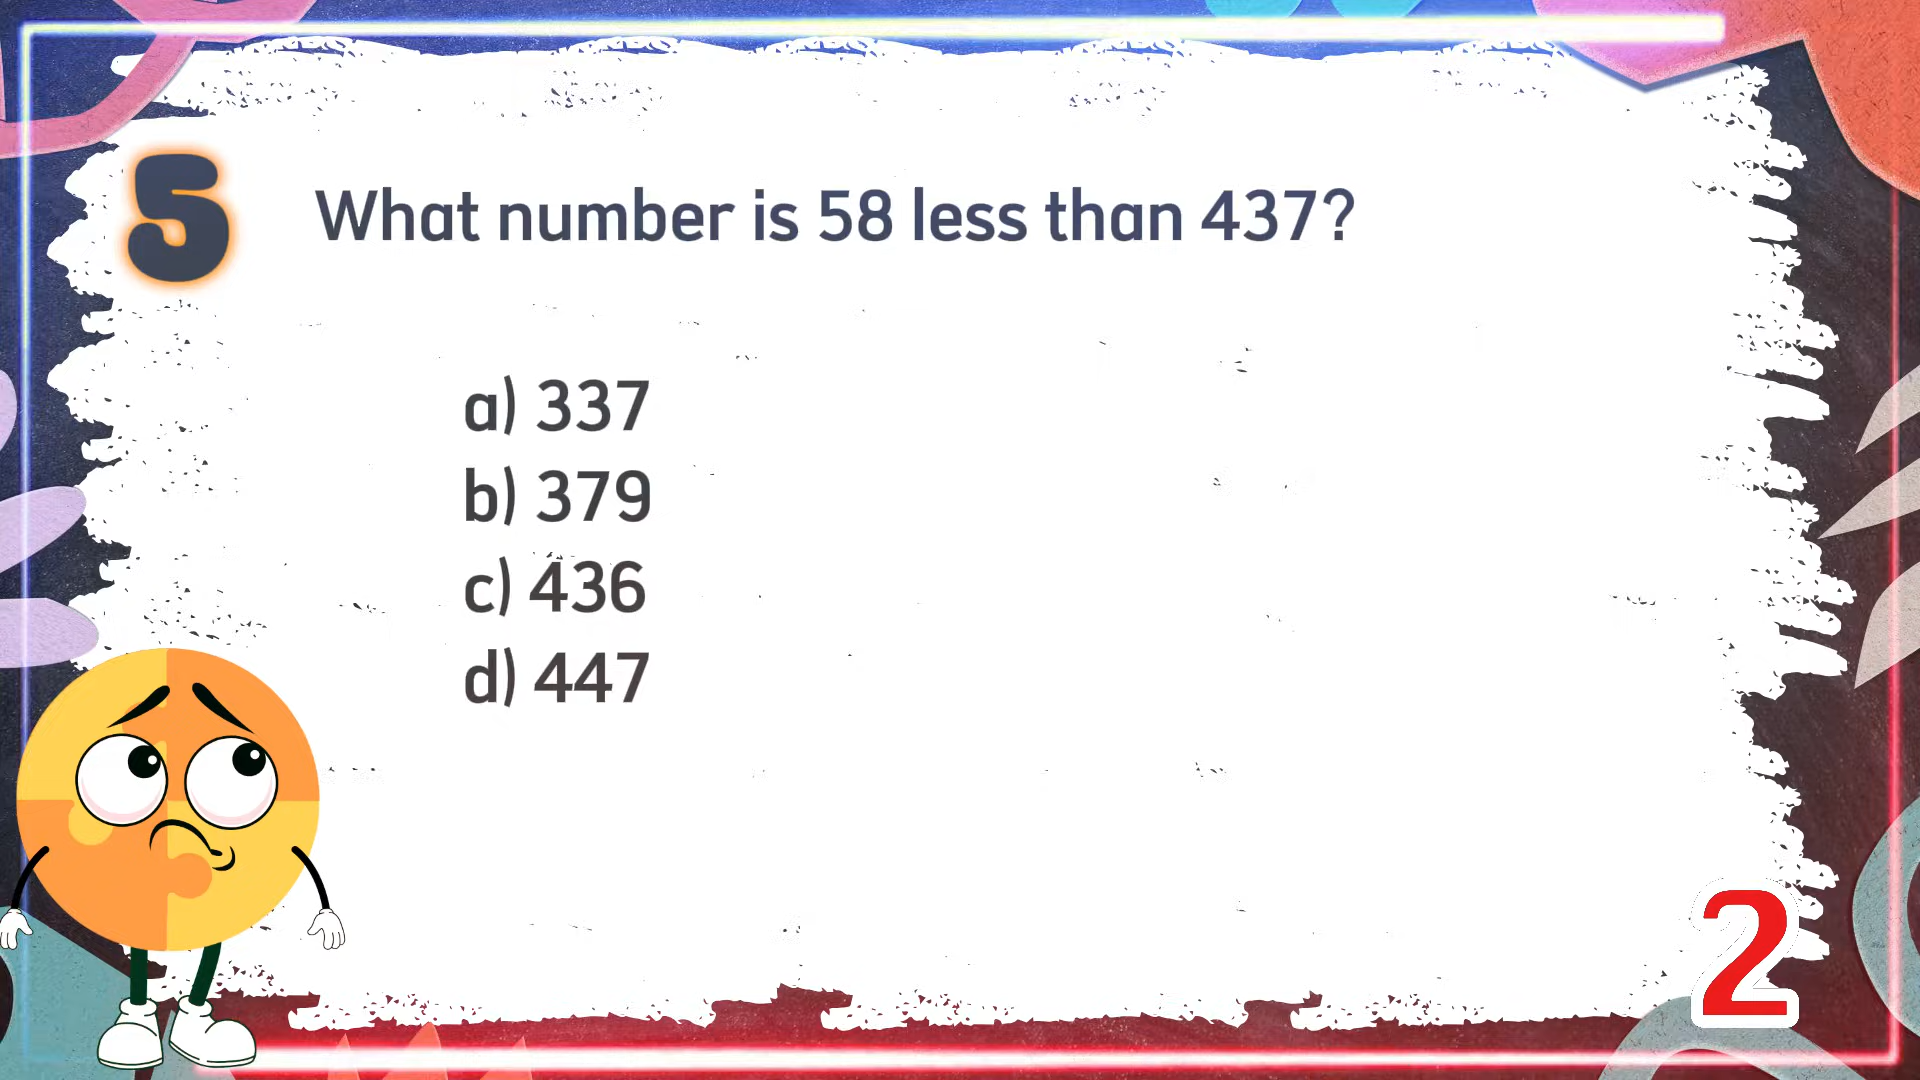 5
What number is 58 less than 437?
a) 337
b) 379
c) 436
d) 447
2